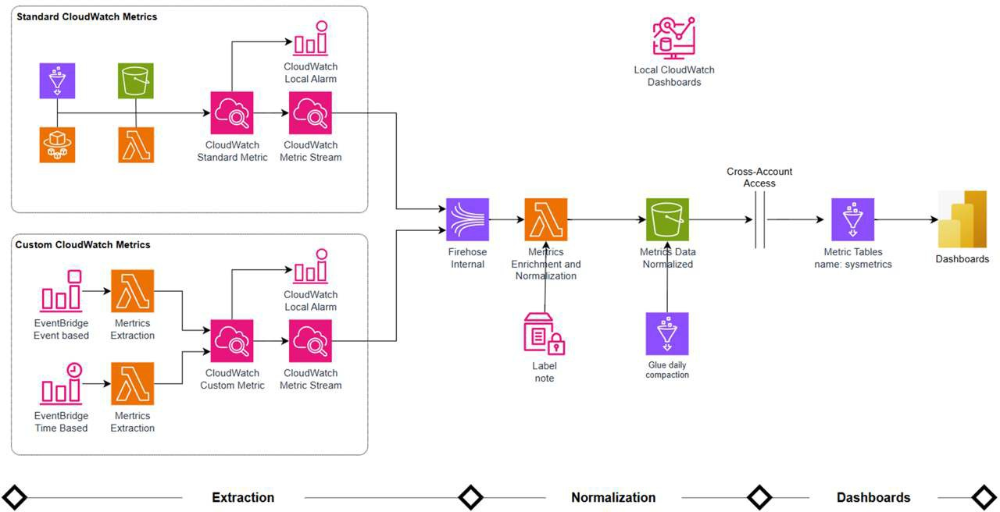 Standard CloudWatch Metrics
CloudWatch
Local Alarm
CloudWatch
Standard Metric
CloudWatch
Metric Stream
Local CloudWatch
Dashboards
Custom CloudWatch Metrics
EventBridge
Event based
Mertrics
Extraction
EventBridge
Time Based
Mertrics
Extraction
CloudWatch
Local Alarm
CloudWatch
Custom Metric
CloudWatch
Metric Stream
Firehose
Internal
Mertrics
Enrichment and
Normalization
Label
note
Metrics Data
Normalized
Glue daily
compaction
Cross-Account
Access
Metric Tables
name: sysmetrics
Dashboards
Extraction
Normalization
Dashboards